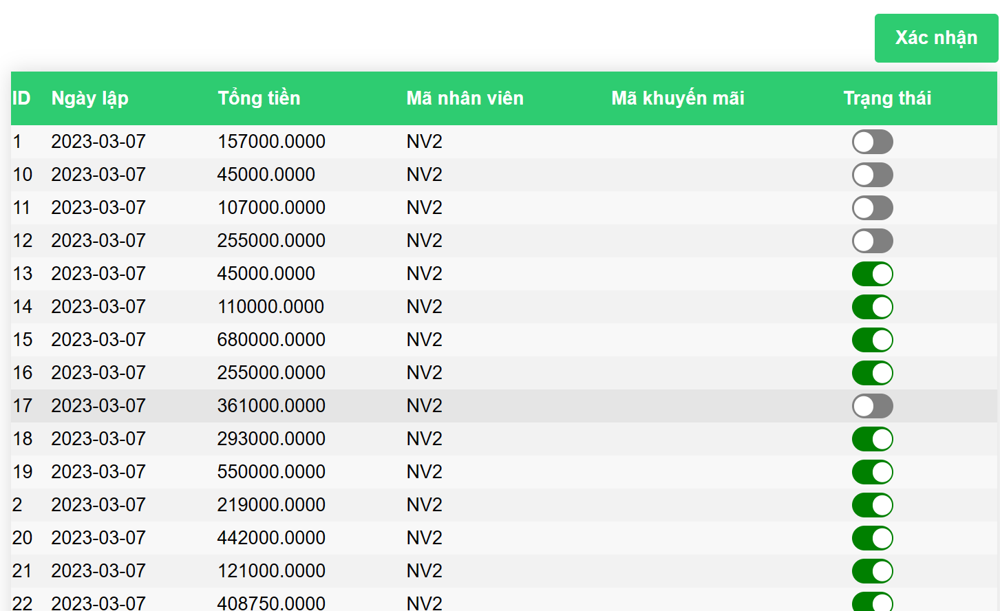 Xác nhận
ID Ngày lập Tổng tiền Mã nhân viên Mã khuyến mãi Trạng thái
1 2023-03-07 157000.0000 NV2
10 2023-03-07 45000.0000 NV2
11 2023-03-07 107000.0000 NV2
12 2023-03-07 255000.0000 NV2
13 2023-03-07 45000.0000 NV2
14 2023-03-07 110000.0000 NV2
15 2023-03-07 680000.0000 NV2
16 2023-03-07 255000.0000 NV2
17 2023-03-07 361000.0000 NV2
18 2023-03-07 293000.0000 NV2
19 2023-03-07 550000.0000 NV2
2 2023-03-07 219000.0000 NV2
20 2023-03-07 442000.0000 NV2
21 2023-03-07 121000.0000 NV2
22 2023-03-07 408750.0000 NV2